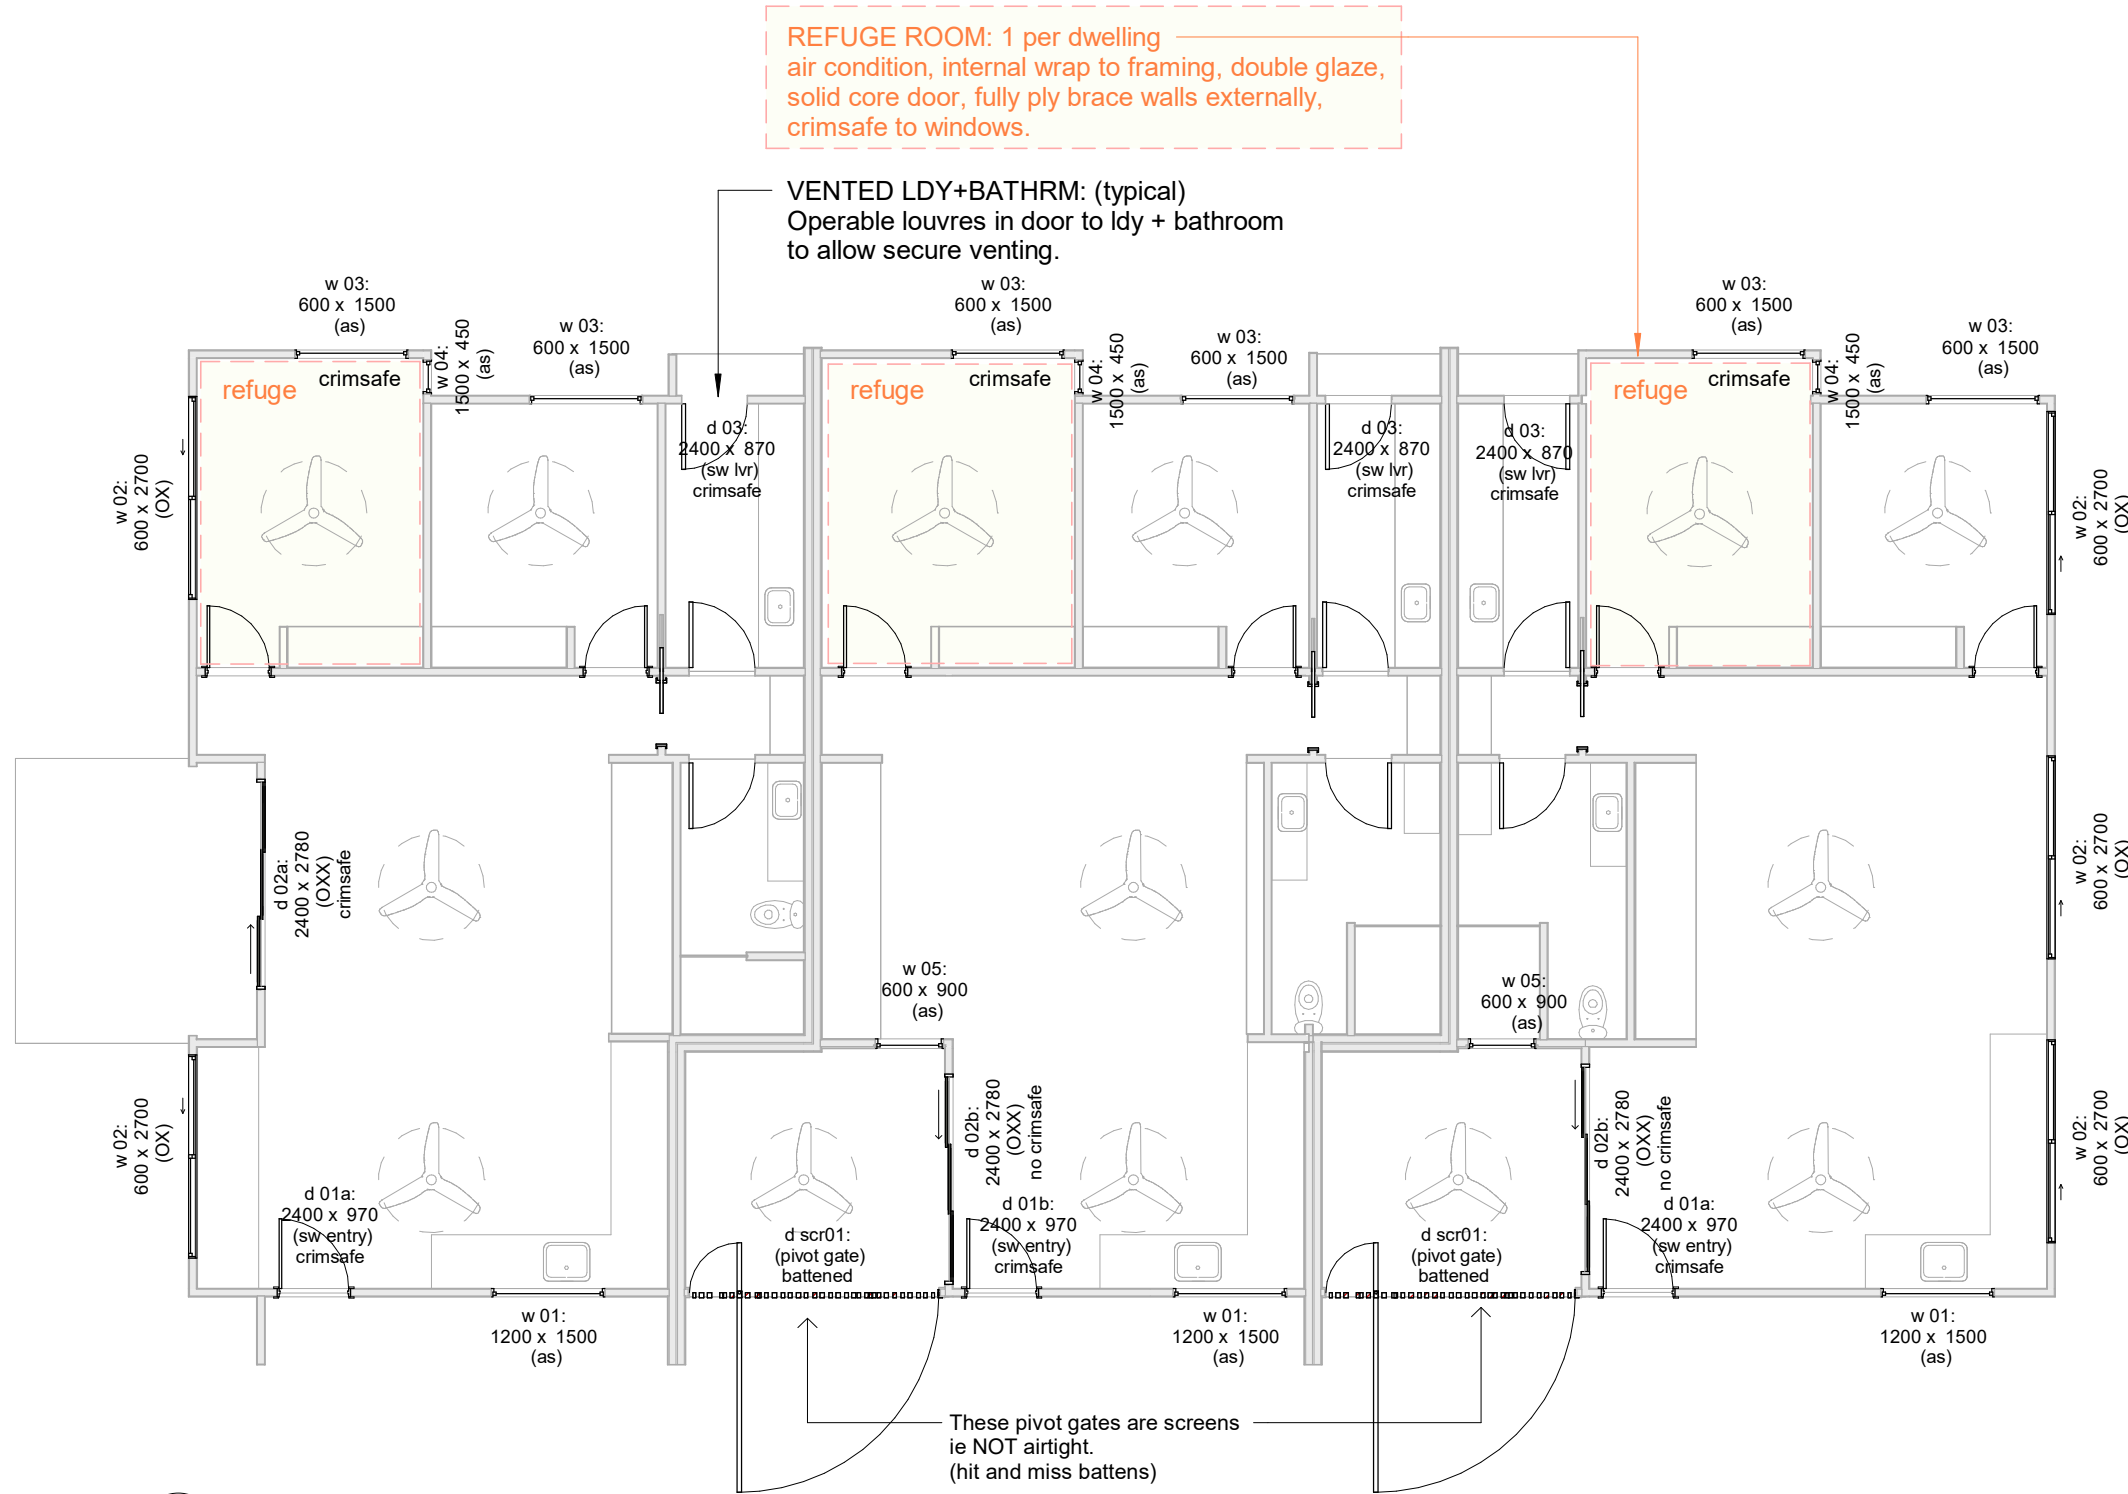 REFUGE ROOM: 1 per dwelling
air condition, internal wrap to framing, double glaze,
solid core door, fully ply brace walls externally,
crimsafe to windows.
VENTED LDY+BATHRM: (typical)
Operable louvres in door to ldy + bathroom
to allow secure venting.
w 03:
600 x 1500
(as)
w 04:
1500 x 450
(as)
w 03:
600 x 1500
(as)
w 03:
600 x 1500
(as)
w 04:
1500 x 450
(as)
w 03:
600 x 1500
(as)
w 03:
600 x 1500
(as)
w 04:
1500 x 450
(as)
w 03:
600 x 1500
(as)
refuge
crimsafe
refuge
crimsafe
refuge
crimsafe
w 02:
600 x 2700
(OX)
d 03:
2400 x 870
(sw lvr)
crimsafe
d 03:
2400 x 870
(sw lvr)
crimsafe
d 03:
2400 x 870
(sw lvr)
crimsafe
w 02:
600 x 2700
(OX)
d 02a:
2400 x 2780
(OXX)
crimsafe
w 02:
600 x 2700
(OX)
w 05:
600 x 900
(as)
w 05:
600 x 900
(as)
w 02:
600 x 2700
(OX)
d 02b:
2400 x 2780
(OXX)
no crimsafe
d 02b:
2400 x 2780
(OXX)
no crimsafe
w 02:
600 x 2700
(OX)
d 01a:
2400 x 970
(sw entry)
crimsafe
d scr01:
(pivot gate)
battened
d 01b:
2400 x 970
(sw entry)
crimsafe
d scr01:
(pivot gate)
battened
d 01a:
2400 x 970
(sw entry)
crimsafe
w 01:
1200 x 1500
(as)
w 01:
1200 x 1500
(as)
w 01:
1200 x 1500
(as)
These pivot gates are screens
ie NOT airtight.
(hit and miss battens)